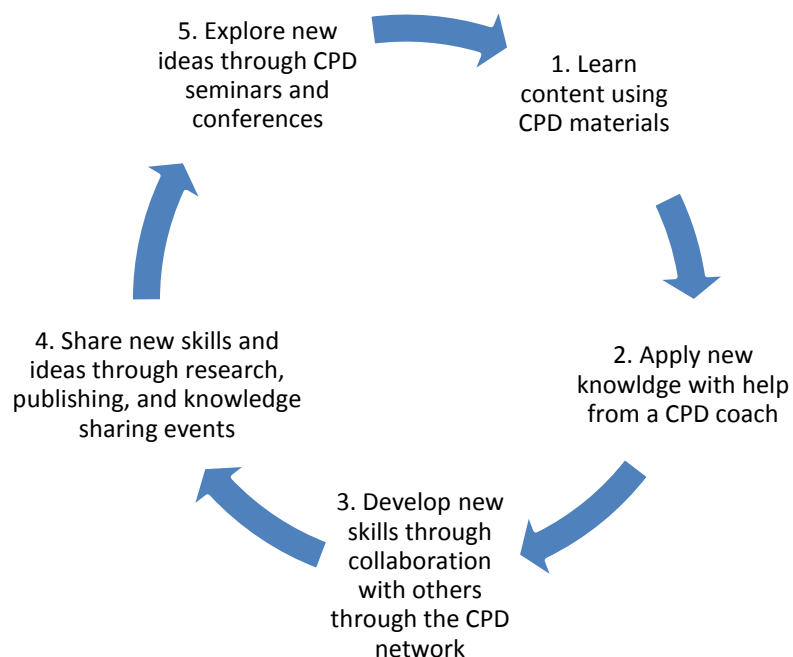 1. Learn
content using
CPD materials
2. Apply new
knowldge with help
from a CPD coach
3. Develop new
skills through
collaboration
with others
through the CPD
network
4. Share new skills and
ideas through research,
publishing, and knowledge
sharing events
5. Explore new
ideas through CPD
seminars and
conferences